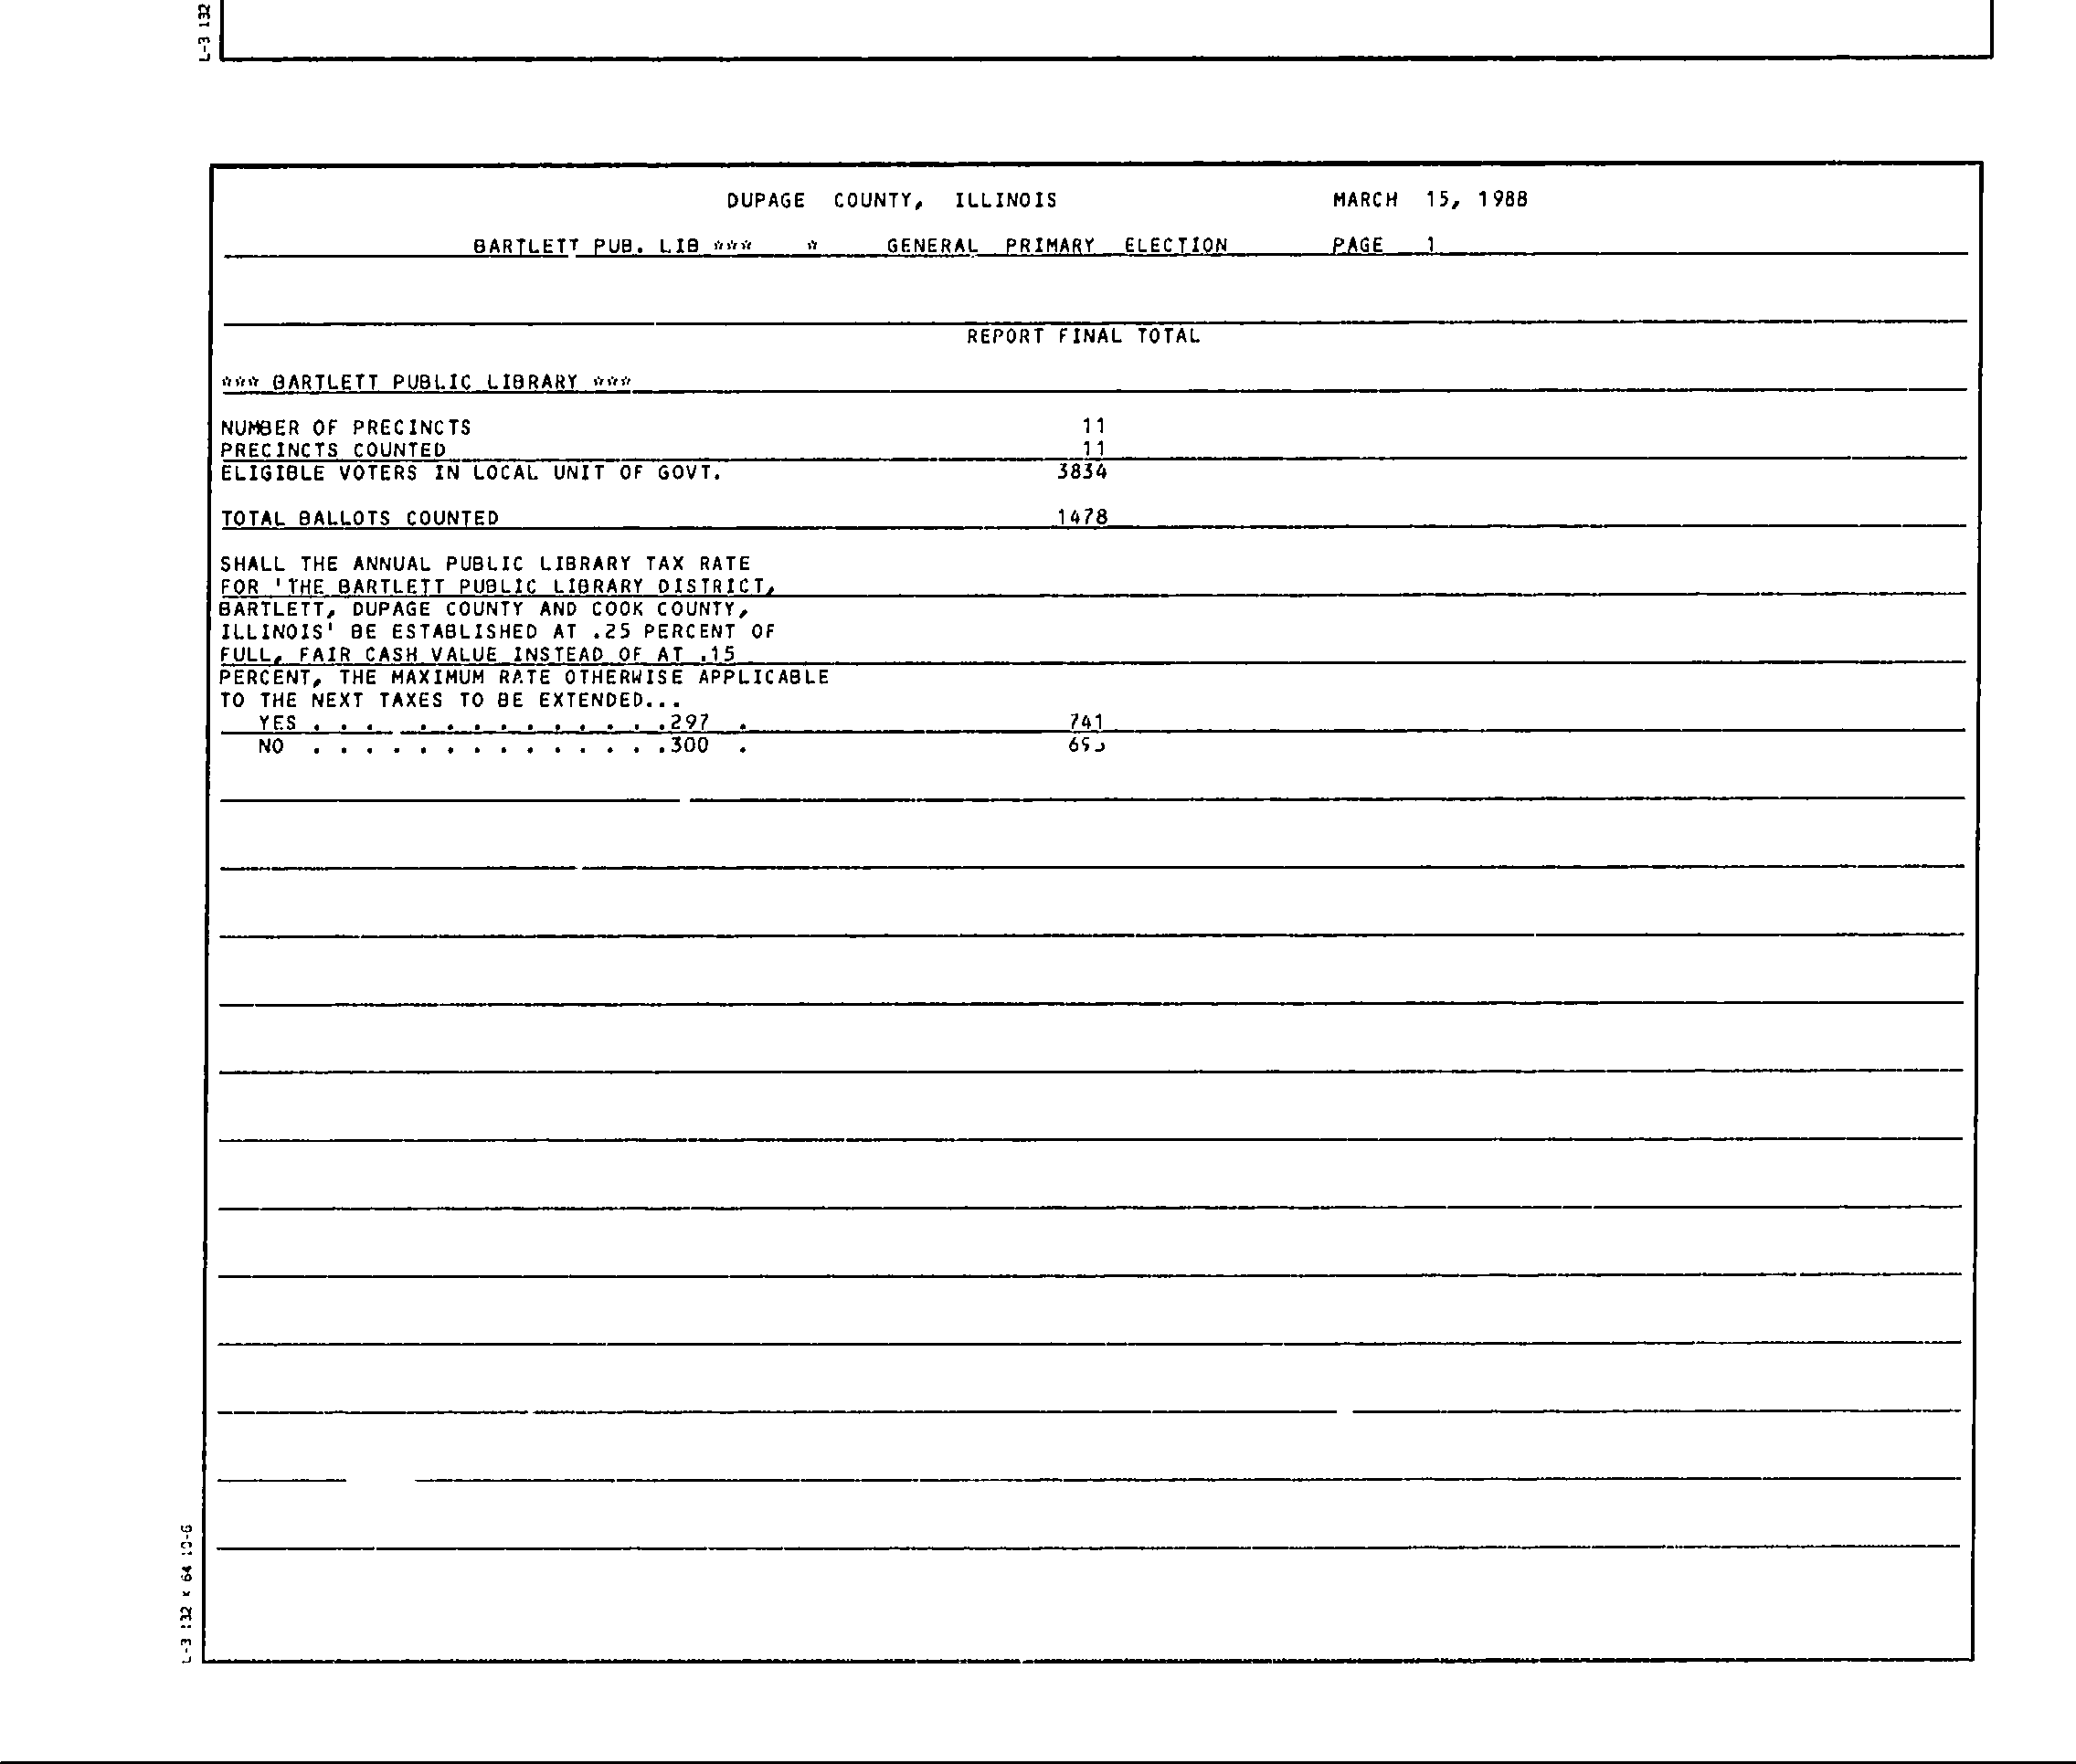 L-3 132
DUPAGE COUNTY, ILLINOIS MARCH 15, 1988
BARTLETT PUB. LIB *** * GENERAL PRIMARY ELECTION PAGE 1
REPORT FINAL TOTAL
*** BARTLETT PUBLIC LIBRARY ***
NUMBER OF PRECINCTS 11
PRECINCTS COUNTED 11
ELIGIBLE VOTERS IN LOCAL UNIT OF GOVT. 3834
TOTAL BALLOTS COUNTED 1478
SHALL THE ANNUAL PUBLIC LIBRARY TAX RATE
FOR 'THE BARTLETT PUBLIC LIBRARY DISTRICT,
BARTLETT, DUPAGE COUNTY AND COOK COUNTY,
ILLINOIS' BE ESTABLISHED AT .25 PERCENT OF
FULL, FAIR CASH VALUE INSTEAD OF AT .15
PERCENT, THE MAXIMUM RATE OTHERWISE APPLICABLE
TO THE NEXT TAXES TO BE EXTENDED...
YES . . . . . . . . . . . . .297 . 741
NO . . . . . . . . . . . . . .300 .
L-3 132 x 64 10-G